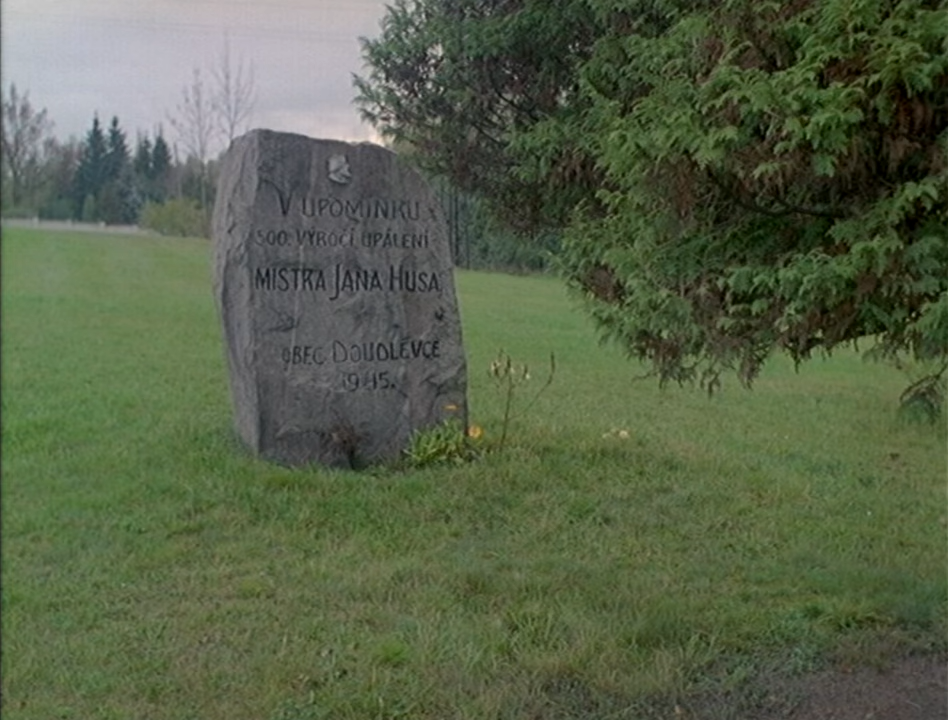 V UPOMÍNKU
500. VÝROČÍ UPÁLENÍ
MISTRA JANA HUSA
OBEC DOUDLEVCE
1915.